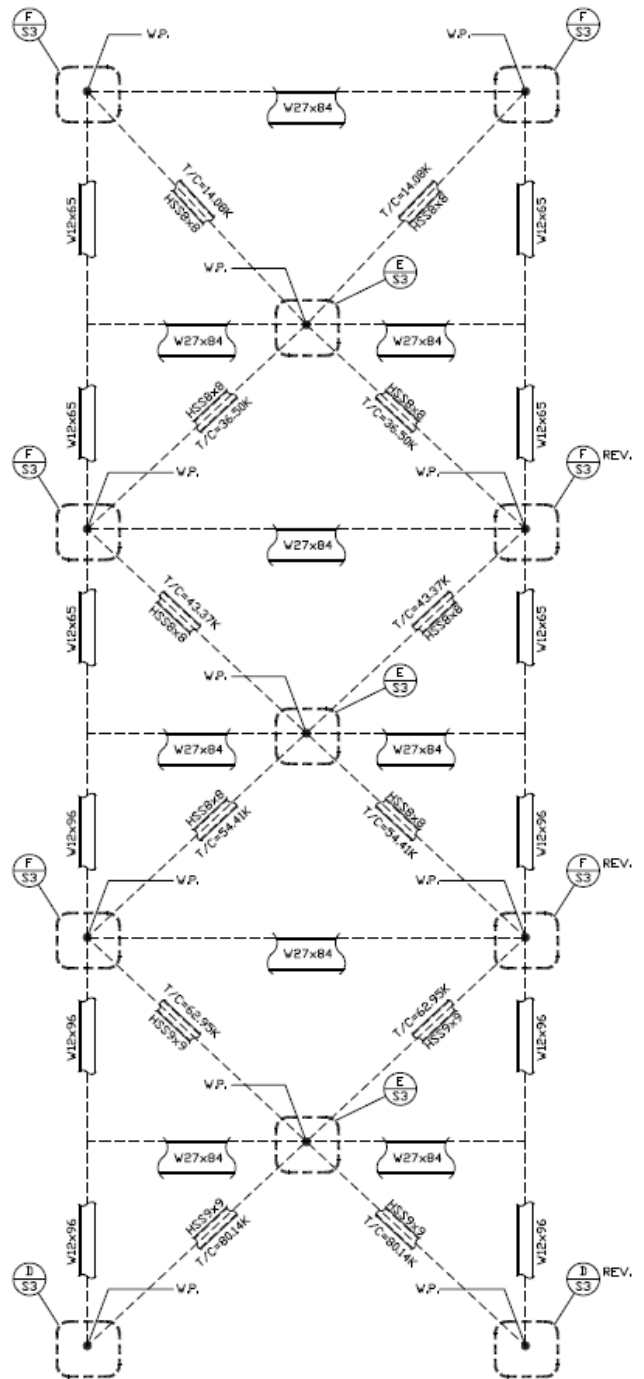 F
S3
W.P.
W.P.
F
S3
W27x84
T/C=14.08K
HSS8x8
T/C=14.08K
HSS8x8
W12x65
W12x65
W.P.
E
S3
W27x84
W27x84
HSS8x8
T/C=36.50K
HSS8x8
T/C=36.50K
W12x65
W12x65
F
S3
W.P.
W.P.
F
S3
REV.
W27x84
T/C=43.37K
HSS8x8
T/C=43.37K
HSS8x8
W12x65
W12x65
W.P.
E
S3
W27x84
W27x84
HSS8x8
T/C=54.41K
HSS8x8
T/C=54.41K
W12x96
W12x96
F
S3
W.P.
W.P.
F
S3
REV.
W27x84
T/C=62.95K
HSS9x9
T/C=62.95K
HSS9x9
W12x96
W12x96
W.P.
E
S3
W27x84
W27x84
HSS9x9
T/C=80.14K
HSS9x9
T/C=80.14K
W12x96
W12x96
D
S3
W.P.
W.P.
D
S3
REV.